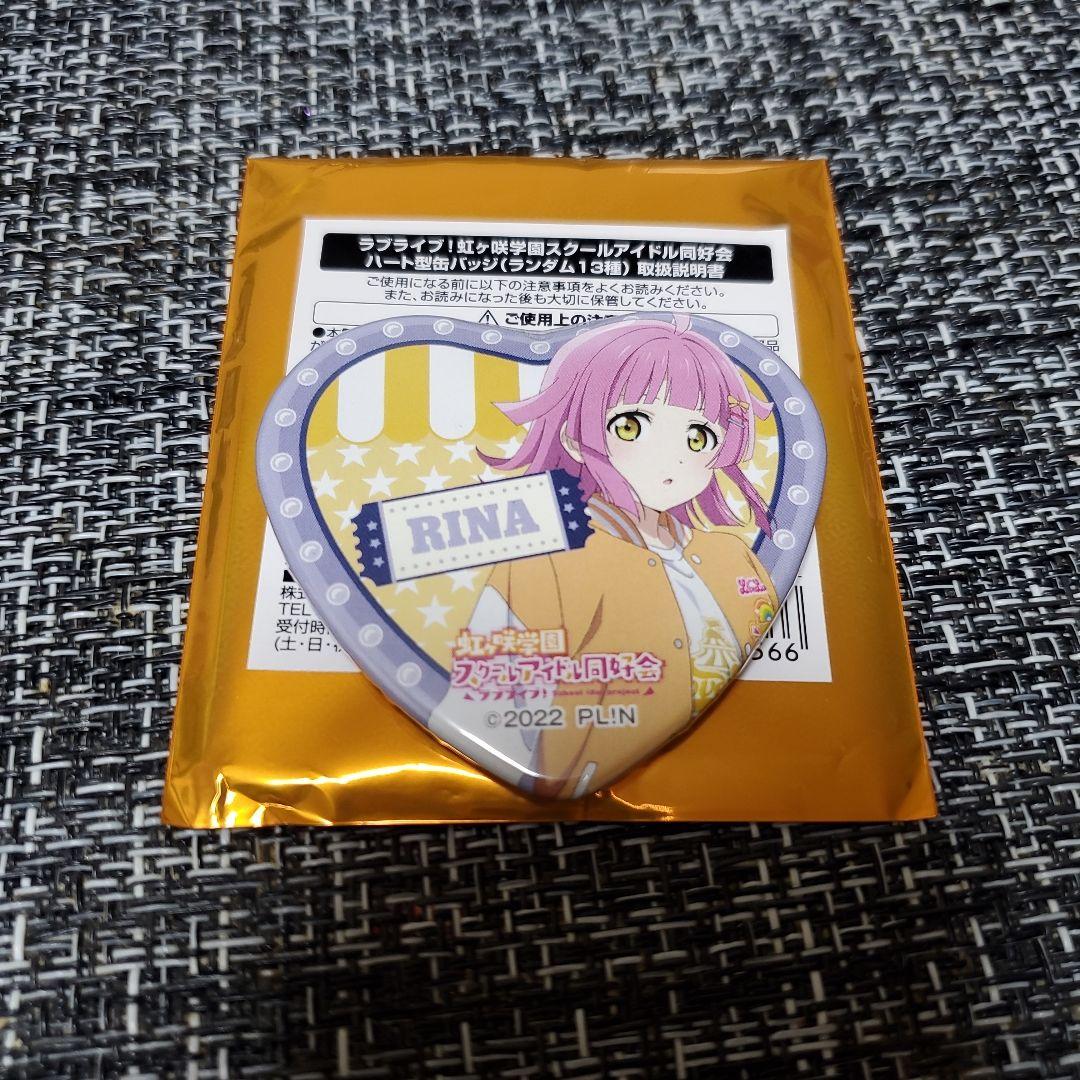 ラブライブ!虹ヶ咲学園スクールアイドル同好会
ハート型缶バッジ(ランダム13種) 取扱説明書
ご使用になる前に以下の注意事項をよくお読みください。
また、お読みになった後も大切に保管してください。
⚠ ご使用上の注
RINA
TEL
受付時
(土・日・
566
虹ヶ咲学園
スクールアイドル同好会
ラブライブ! School idol project
©2022 PL!N